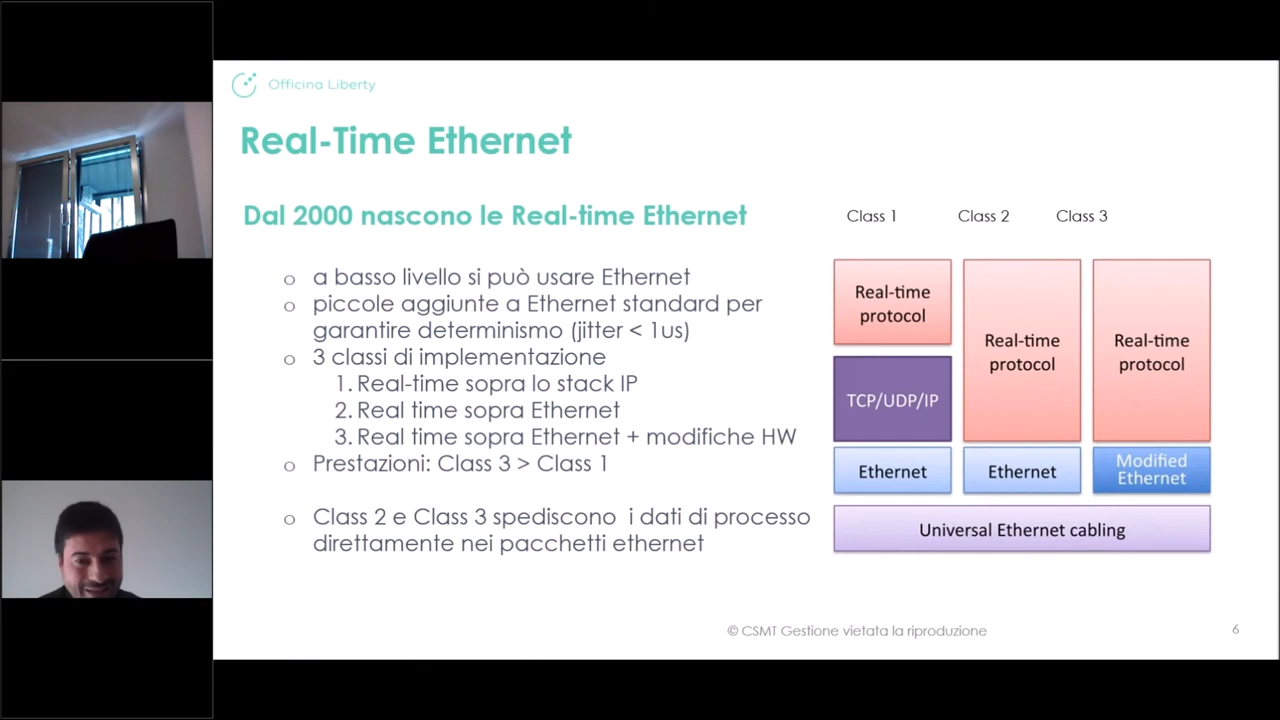 Officina Liberty
Real-Time Ethernet
Dal 2000 nascono le Real-time Ethernet
o a basso livello si può usare Ethernet
o piccole aggiunte a Ethernet standard per
garantire determinismo (jitter < 1us)
o 3 classi di implementazione
1. Real-time sopra lo stack IP
2. Real time sopra Ethernet
3. Real time sopra Ethernet + modifiche HW
o Prestazioni: Class 3 > Class 1
o Class 2 e Class 3 spediscono  i dati di processo
direttamente nei pacchetti ethernet
Class 1
Class 2
Class 3
Real-time
protocol
TCP/UDP/IP
Ethernet
Real-time
protocol
Ethernet
Real-time
protocol
Modified
Ethernet
Universal Ethernet cabling
© CSMT Gestione vietata la riproduzione
6